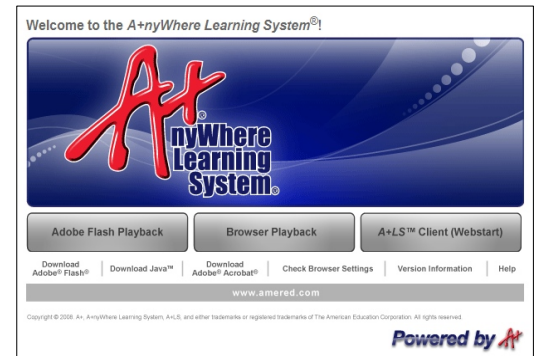 Welcome to the A+nyWhere Learning System®!
A+®
nyWhere
Learning
System®
Adobe Flash Playback
Browser Playback
A+LS™ Client (Webstart)
Download Adobe® Flash®
Download Java™
Download Adobe® Acrobat®
Check Browser Settings
Version Information
Help
www.amered.com
Copyright © 2008 A+, A+nyWhere Learning System, A+LS, and either trademarks or registered trademarks of The American Education Corporation. All rights reserved.
Powered by A+